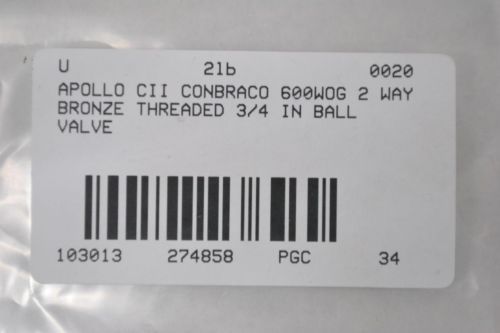 U 21b 0020
APOLLO CII CONBRACO 600WOG 2 WAY
BRONZE THREADED 3/4 IN BALL
VALVE
103013 274858 PGC 34